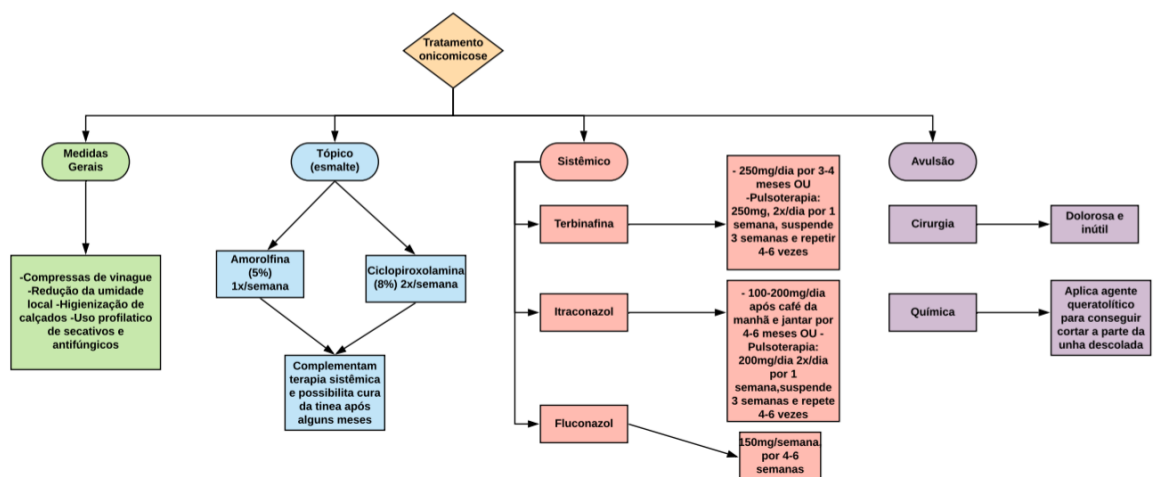 Tratamento
onicomicose
Medidas
Gerais
Tópico
(esmalte)
Sistêmico
Avulsão
-Compressas de vinague
-Redução da umidade
local -Higienização de
calçados -Uso profilatico
de secativos e
antifúngicos
Amorolfina
(5%)
1x/semana
Ciclopiroxolamina
(8%) 2x/semana
Complementam
terapia sistêmica
e possibilita cura
da tinea após
alguns meses
Terbinafina
- 250mg/dia por 3-4
meses OU
-Pulsoterapia:
250mg, 2x/dia por 1
semana, suspende
3 semanas e repetir
4-6 vezes
Itraconazol
- 100-200mg/dia
após café da
manhã e jantar por
4-6 meses OU -
Pulsoterapia:
200mg/dia 2x/dia
por 1
semana,suspende
3 semanas e repete
4-6 vezes
Fluconazol
150mg/semana
por 4-6
semanas
Cirurgia
Dolorosa e
inútil
Química
Aplica agente
queratolítico
para conseguir
cortar a parte da
unha descolada